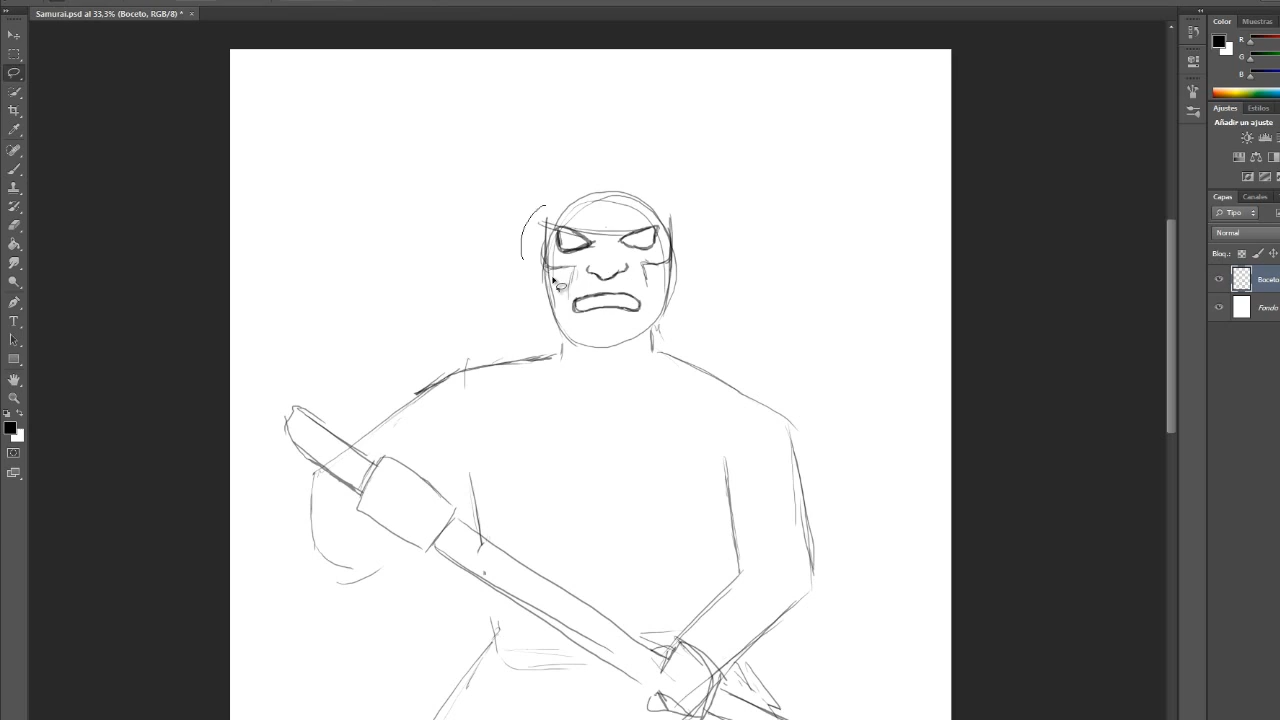 Samurai.psd al 33,3% (Boceto, RGB/8) *
Color Muestras
R
G
B
Ajustes Estilos
Añadir un ajuste
Capas Canales
Tipo
Normal
Bloq.:
Boceto
Fondo